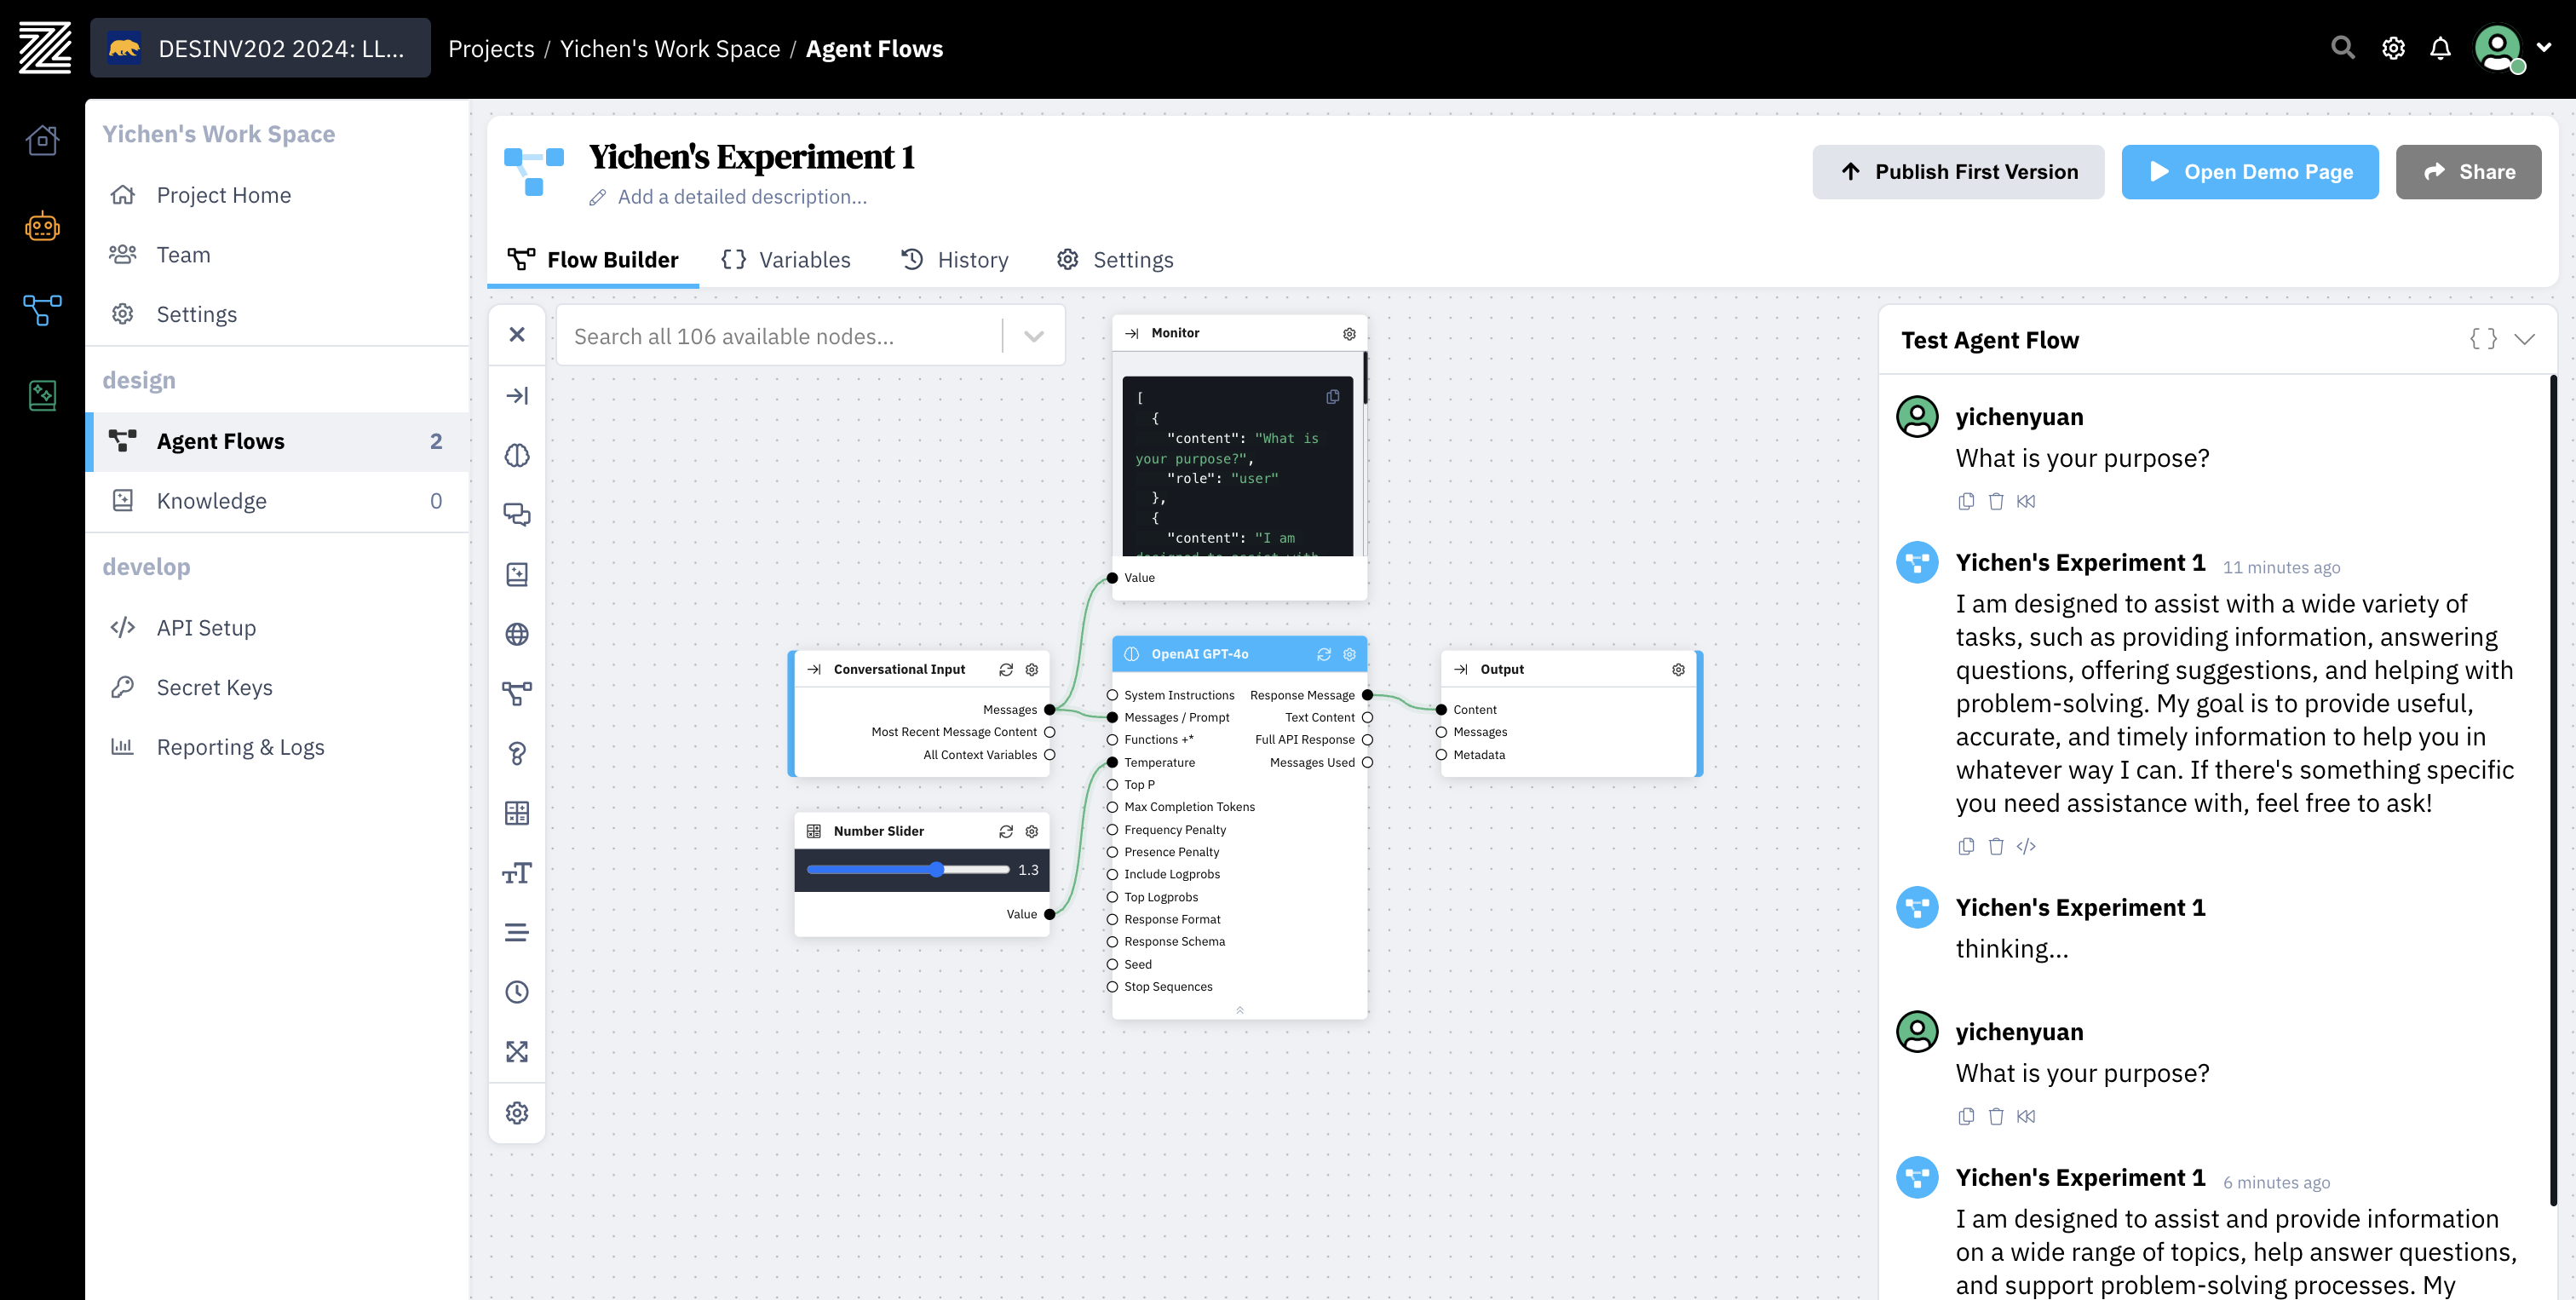 DESINV202 2024: LL...
Projects / Yichen's Work Space / Agent Flows
Yichen's Work Space
Project Home
Team
Settings
design
Agent Flows 2
Knowledge 0
develop
API Setup
Secret Keys
Reporting & Logs
Yichen's Experiment 1
Add a detailed description...
Publish First Version
Open Demo Page
Share
Flow Builder
{} Variables
History
Settings
Search all 106 available nodes...
Monitor
[
{
"content": "What is
your purpose?",
"role": "user"
},
{
"content": "I am
designed to assist with
Value
Conversational Input
Messages
Most Recent Message Content
All Context Variables
Number Slider
1.3
Value
OpenAI GPT-4o
System Instructions Response Message
Messages / Prompt Text Content
Functions +* Full API Response
Temperature Messages Used
Top P
Max Completion Tokens
Frequency Penalty
Presence Penalty
Include Logprobs
Top Logprobs
Response Format
Response Schema
Seed
Stop Sequences
Output
Content
Messages
Metadata
Test Agent Flow { }
yichenyuan
What is your purpose?
Yichen's Experiment 1 11 minutes ago
I am designed to assist with a wide variety of
tasks, such as providing information, answering
questions, offering suggestions, and helping with
problem-solving. My goal is to provide useful,
accurate, and timely information to help you in
whatever way I can. If there's something specific
you need assistance with, feel free to ask!
</>
Yichen's Experiment 1
thinking...
yichenyuan
What is your purpose?
Yichen's Experiment 1 6 minutes ago
I am designed to assist and provide information
on a wide range of topics, help answer questions,
and support problem-solving processes. My